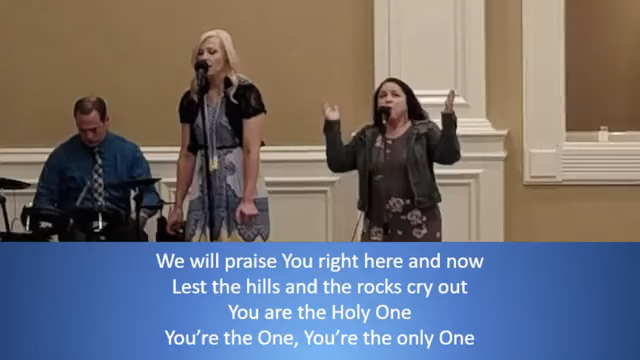 We will praise You right here and now
Lest the hills and the rocks cry out
You are the Holy One
You're the One, You're the only One